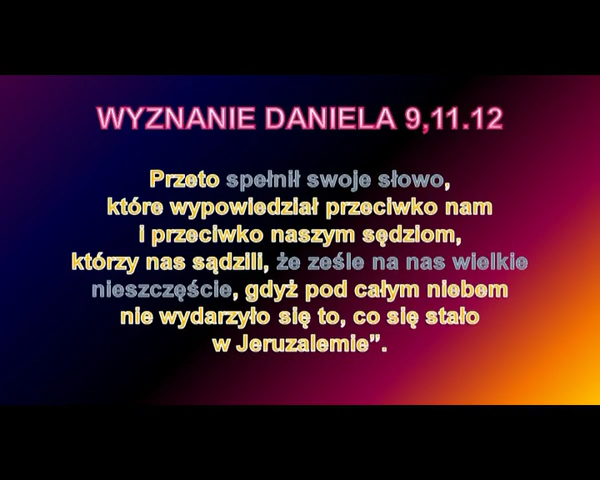 WYZNANIE DANIELA 9,11.12
Przeto spełnił swoje słowo,
które wypowiedział przeciwko nam
i przeciwko naszym sędziom,
którzy nas sądzili, że ześle na nas wielkie
nieszczęście, gdyż pod całym niebem
nie wydarzyło się to, co się stało
w Jeruzalemie”.